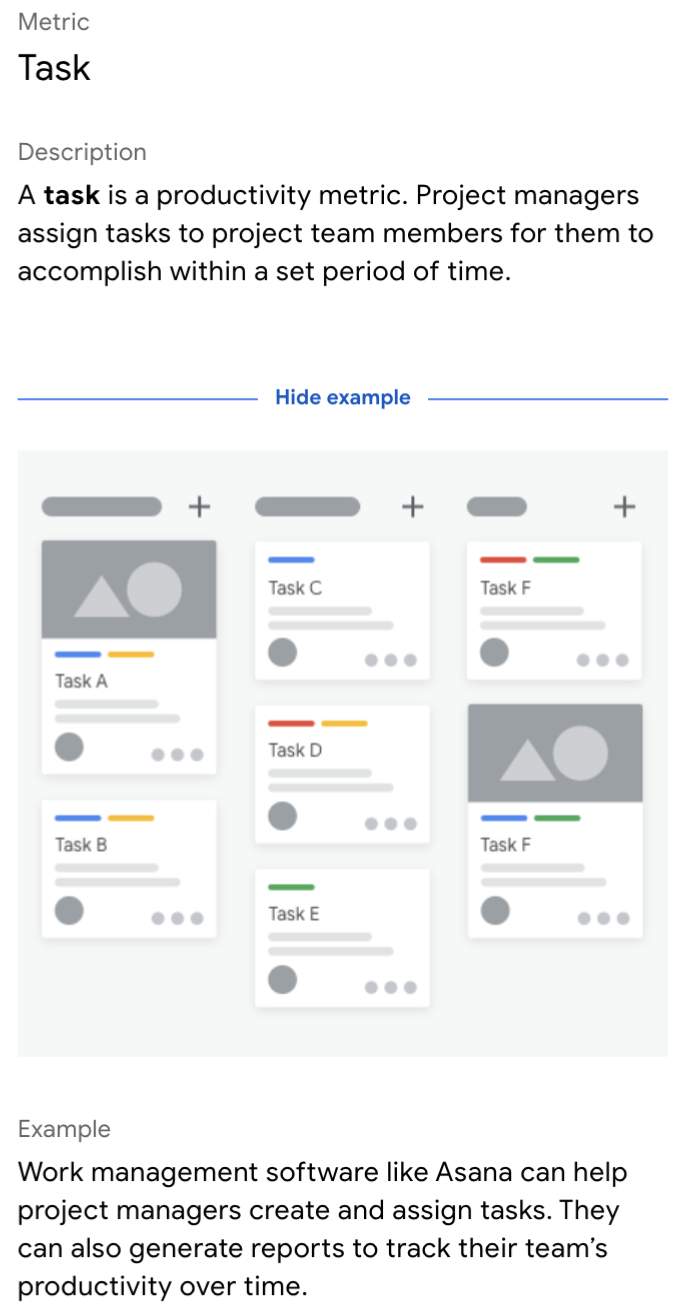 Metric
Task
Description
A task is a productivity metric. Project managers
assign tasks to project team members for them to
accomplish within a set period of time.
Hide example
Task A
Task B
Task C
Task D
Task E
Task F
Task F
Example
Work management software like Asana can help
project managers create and assign tasks. They
can also generate reports to track their team’s
productivity over time.